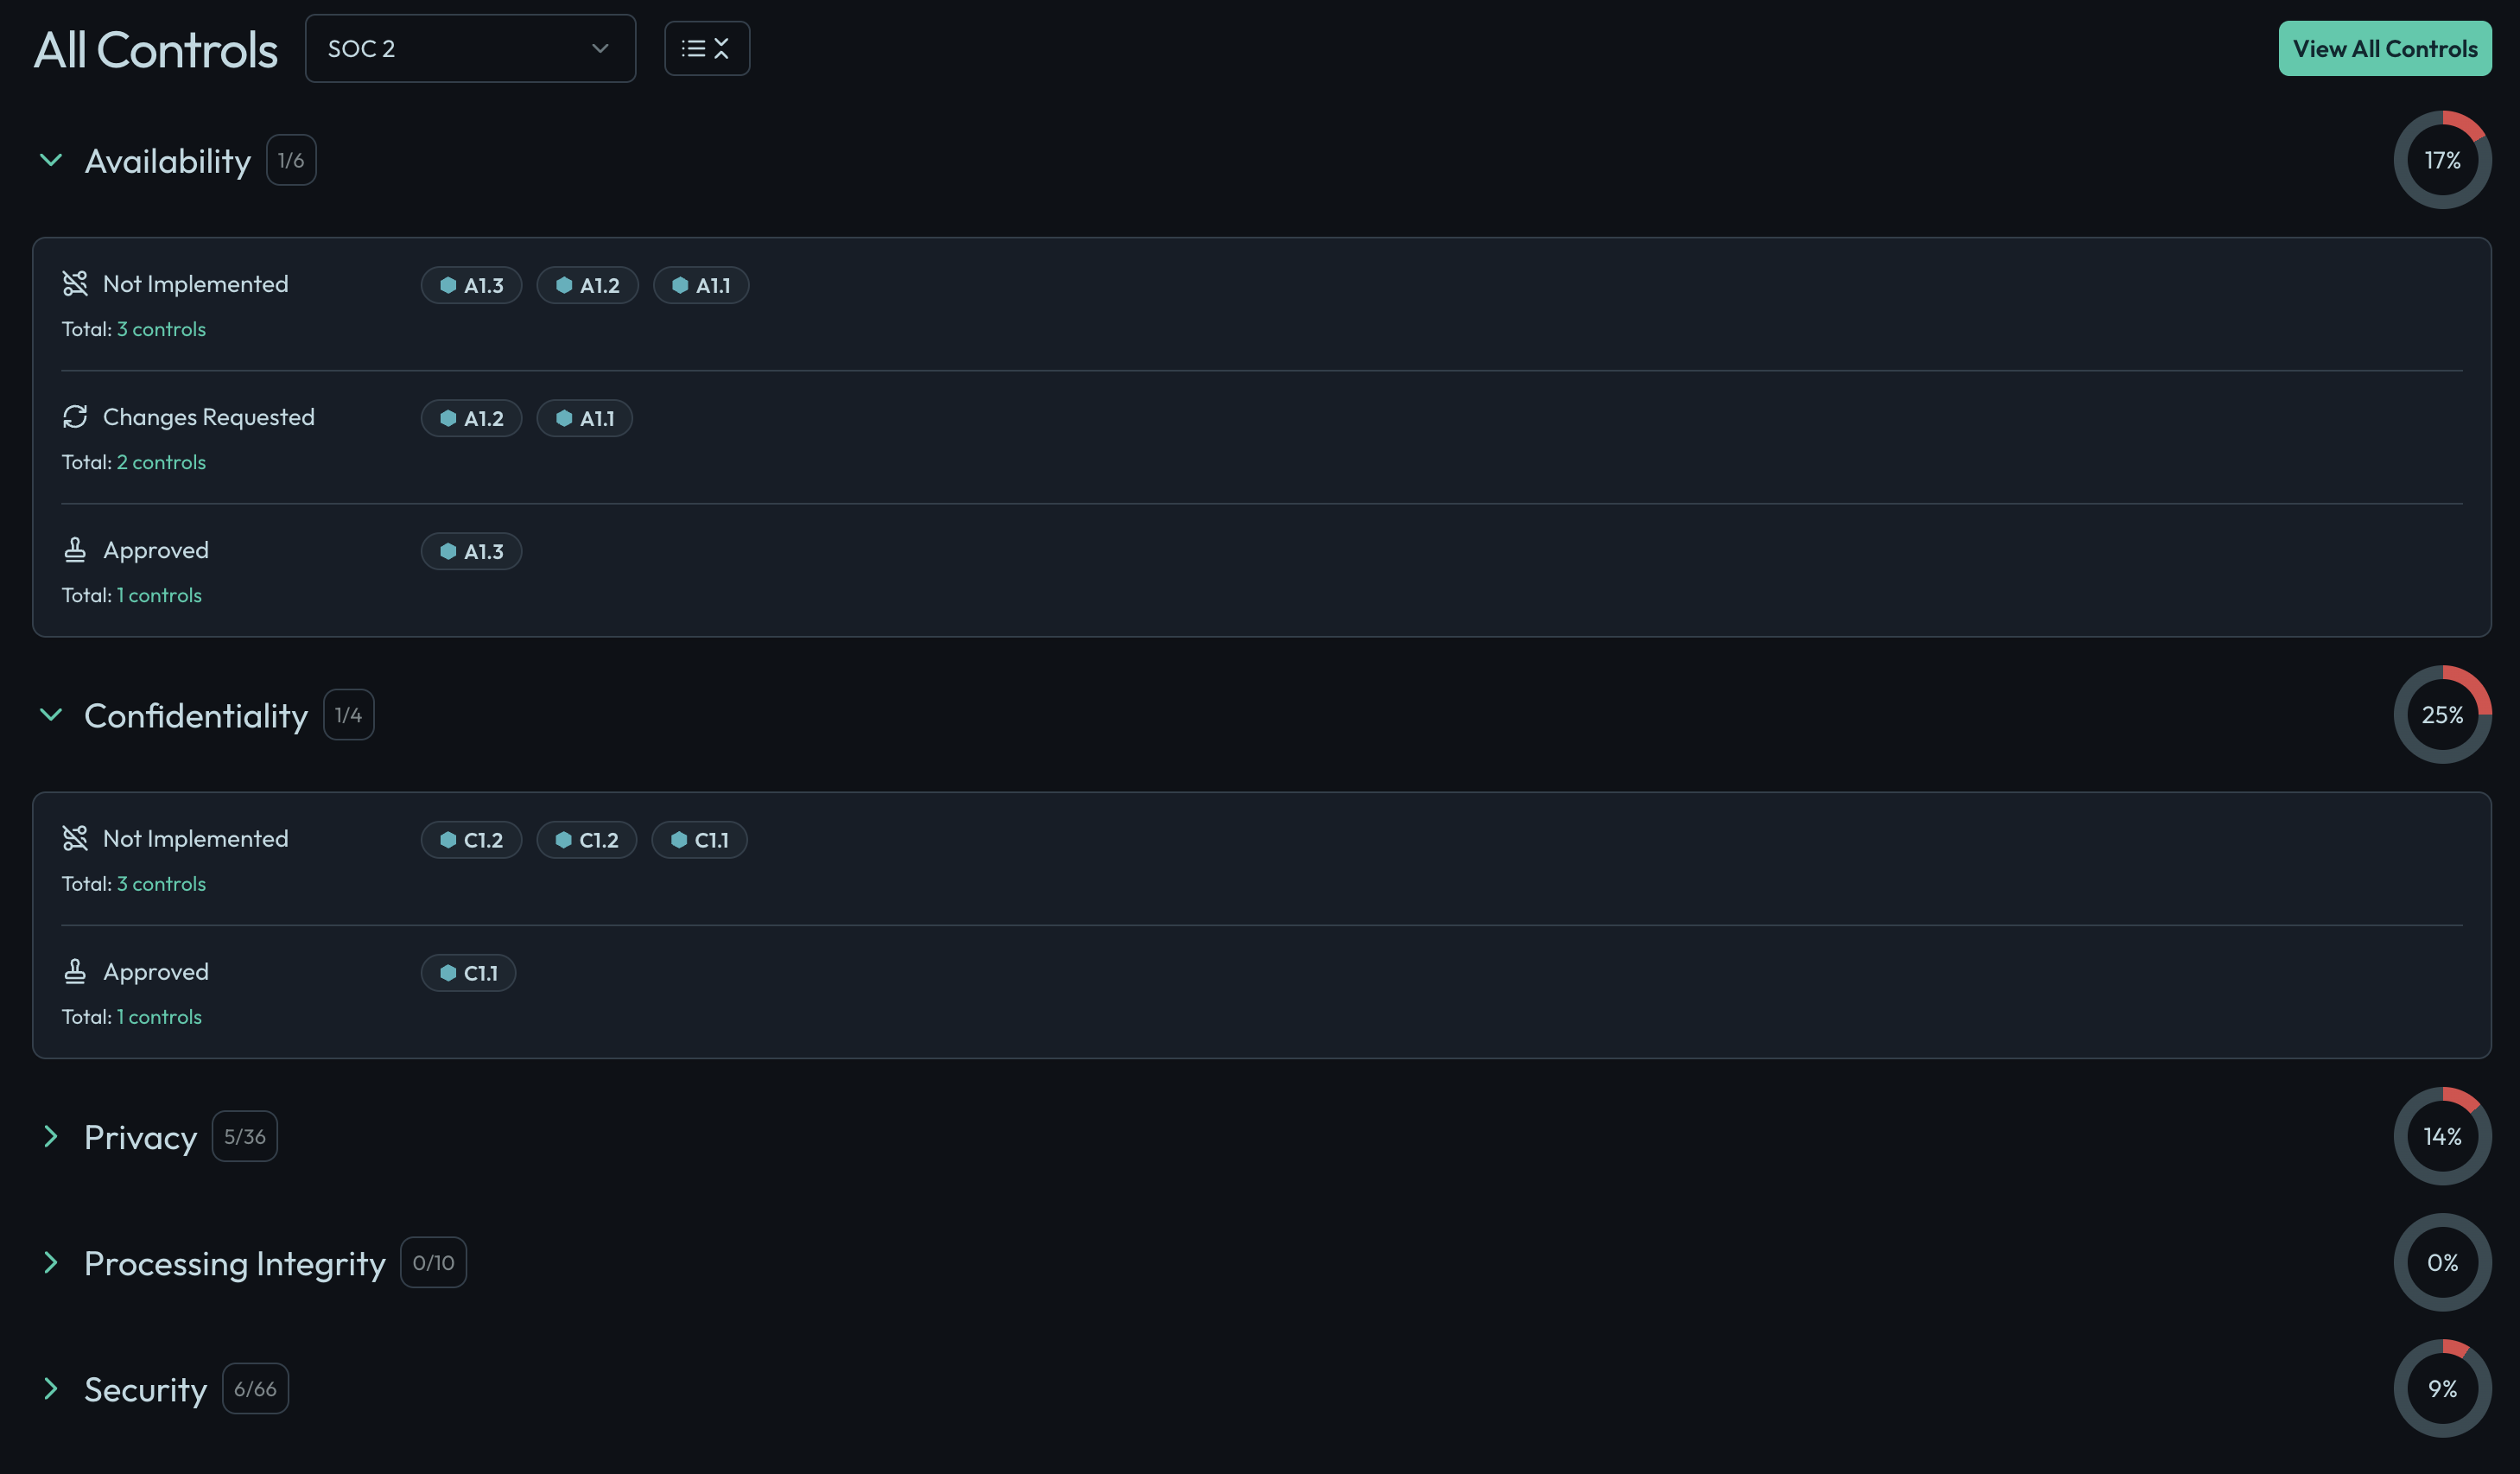 All Controls
SOC 2
View All Controls
Availability 1/6
17%
Not Implemented A1.3 A1.2 A1.1
Total: 3 controls
Changes Requested A1.2 A1.1
Total: 2 controls
Approved A1.3
Total: 1 controls
Confidentiality 1/4
25%
Not Implemented C1.2 C1.2 C1.1
Total: 3 controls
Approved C1.1
Total: 1 controls
Privacy 5/36
14%
Processing Integrity 0/10
0%
Security 6/66
9%